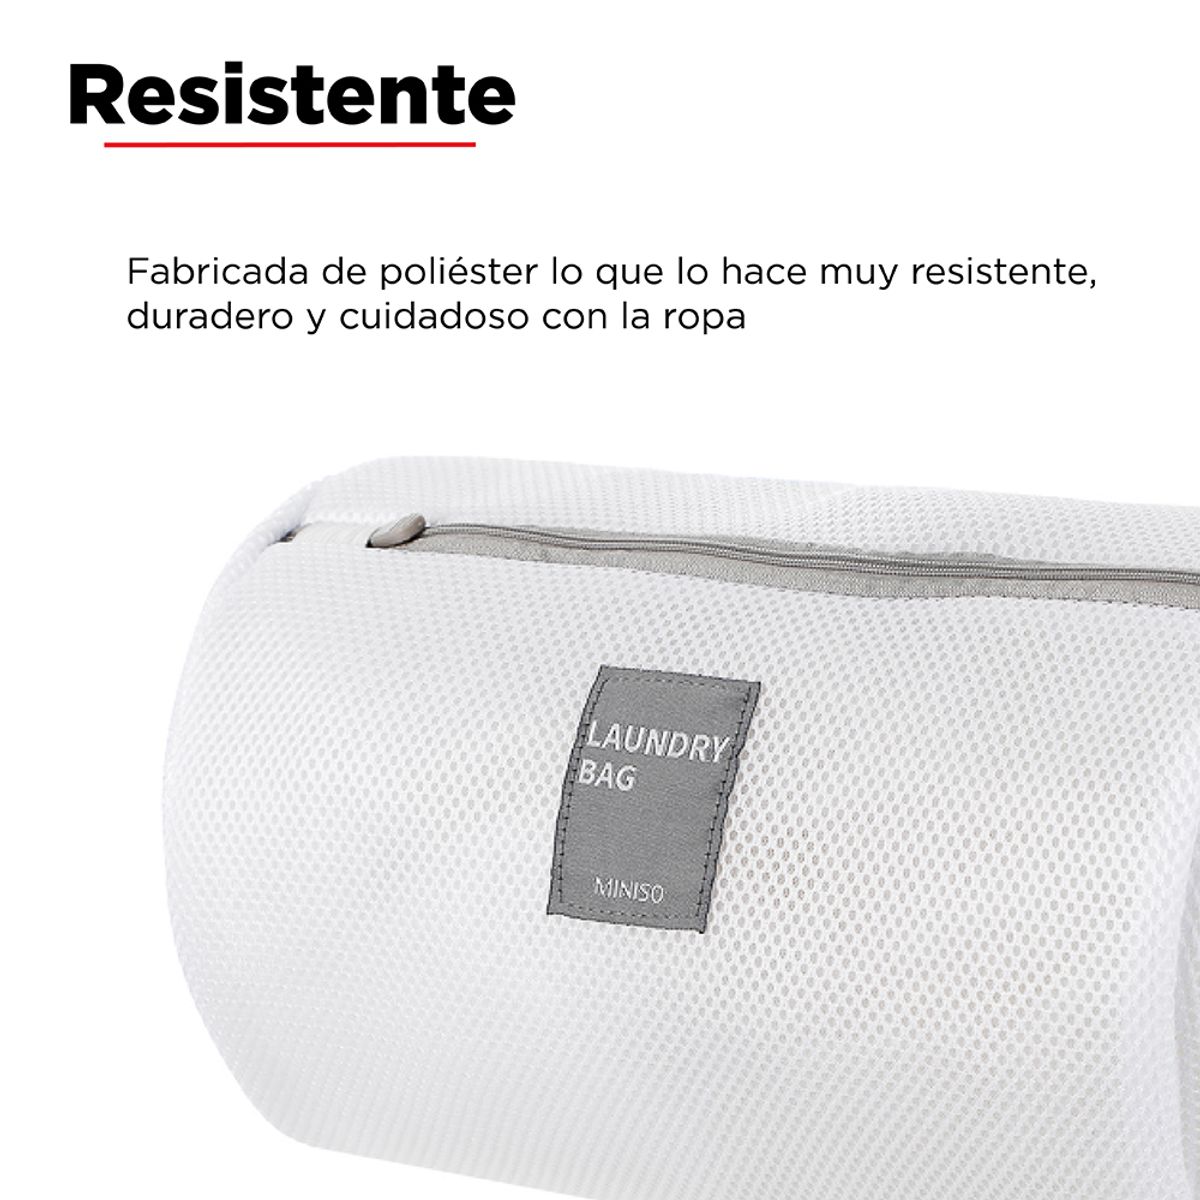 Resistente
Fabricada de poliéster lo que lo hace muy resistente,
duradero y cuidadoso con la ropa
LAUNDRY
BAG
MINISO